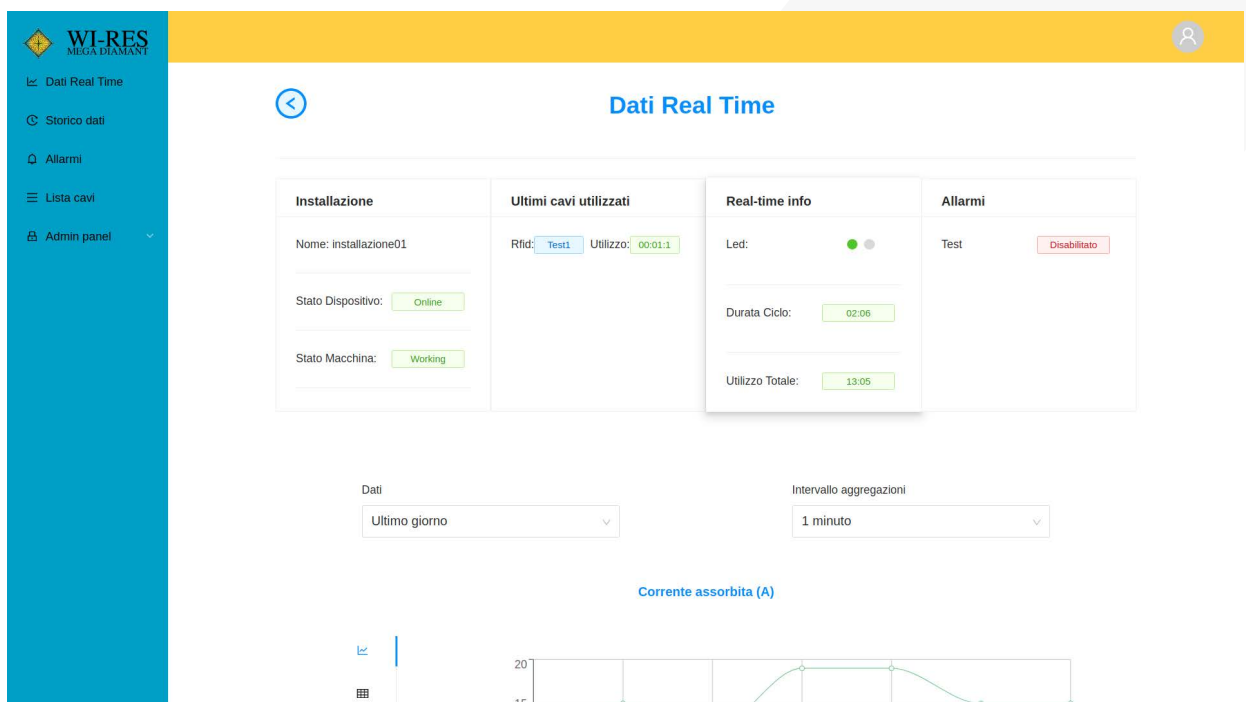 WI-RES
MEGA DIAMANT
Dati Real Time
Storico dati
Allarmi
Lista cavi
Admin panel
Dati Real Time
Installazione
Nome: installazione01
Stato Dispositivo: Online
Stato Macchina: Working
Ultimi cavi utilizzati
Rfid: Test1 Utilizzo: 00:01:1
Real-time info
Led:
Durata Ciclo: 02:06
Utilizzo Totale: 13:05
Allarmi
Test Disabilitato
Dati
Ultimo giorno
Intervallo aggregazioni
1 minuto
Corrente assorbita (A)
20
15